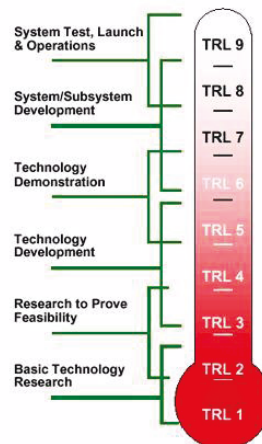 System Test, Launch
& Operations
System/Subsystem
Development
Technology
Demonstration
Technology
Development
Research to Prove
Feasibility
Basic Technology
Research
TRL 9
TRL 8
TRL 7
TRL 6
TRL 5
TRL 4
TRL 3
TRL 2
TRL 1